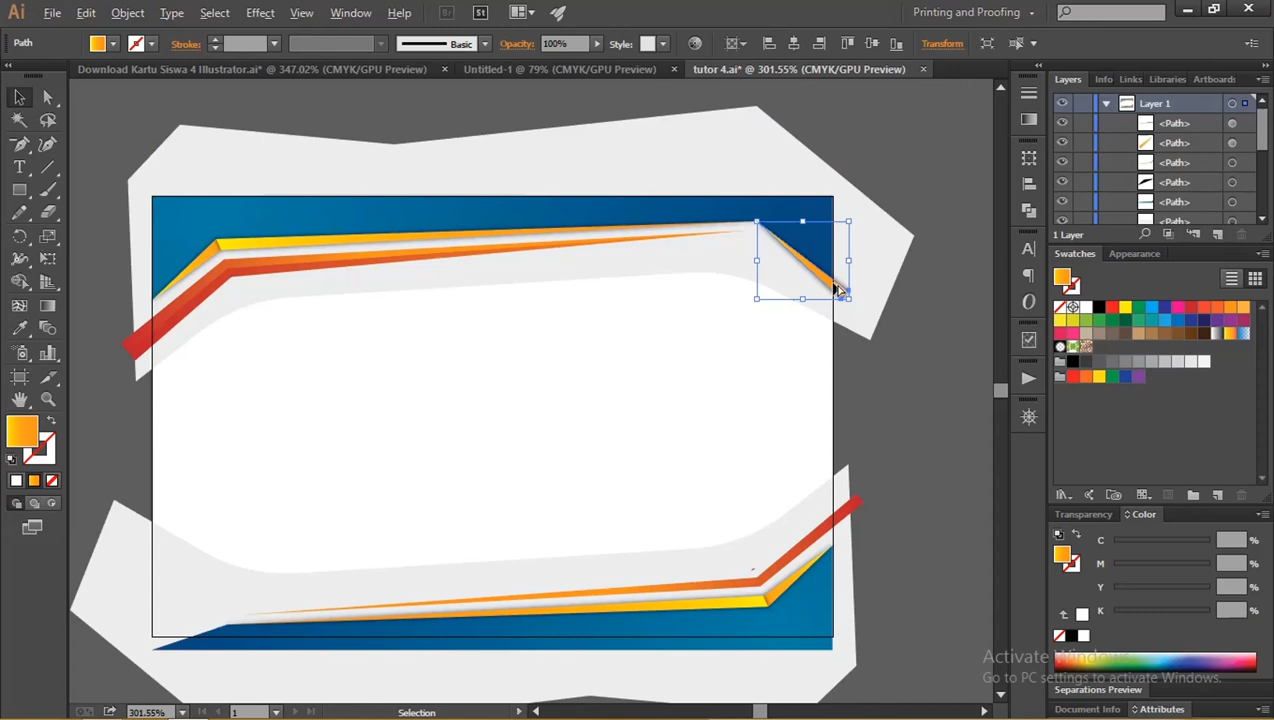 Ai File Edit Object Type Select Effect View Window Help Br St Printing and Proofing
Path Stroke: Basic Opacity: 100% Style: Transform
Download Kartu Siswa 4 Illustrator.ai* @ 347.02% (CMYK/GPU Preview) × Untitled-1 @ 79% (CMYK/GPU Preview) × tutor 4.ai* @ 301.55% (CMYK/GPU Preview) ×
Layers Info Links Libraries Artboards
Layer 1
<Path>
<Path>
<Path>
<Path>
<Path>
<Path>
1 Layer
Swatches Appearance
Transparency Color
C %
M %
Y %
K %
Activate Windows
Go to PC settings to activate Windows.
Separations Preview
Document Info Attributes
301.55% 1 Selection